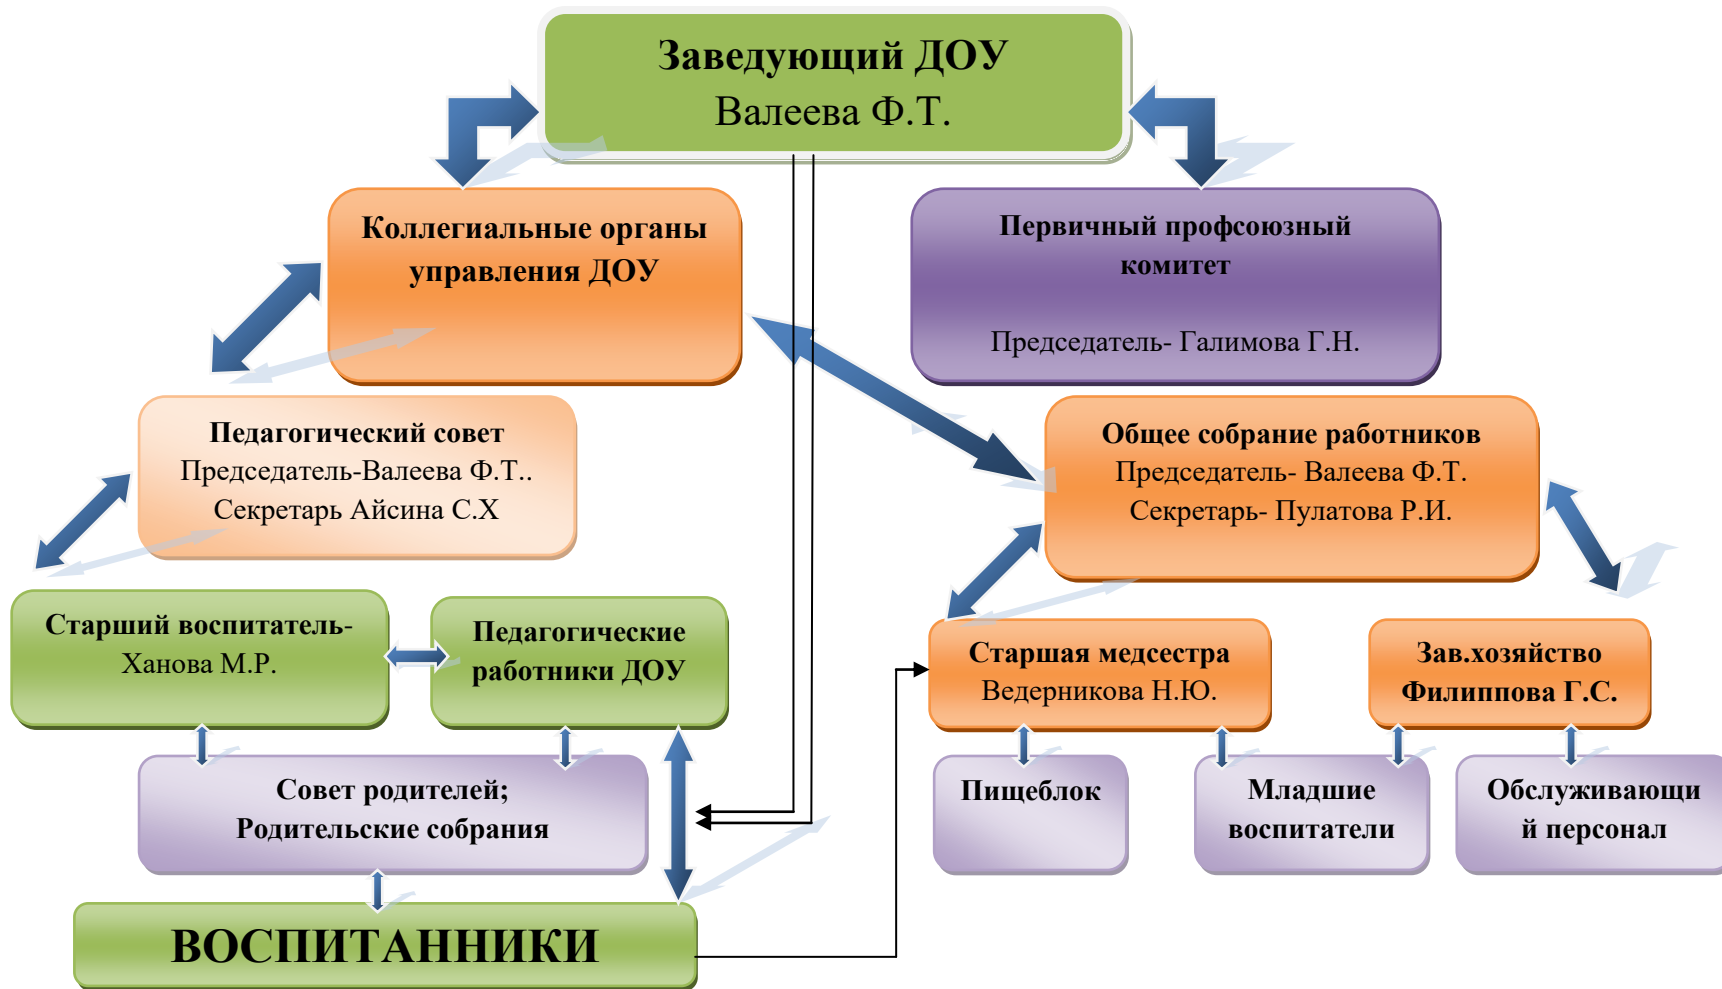 Заведующий ДОУ
Валеева Ф.Т.
Коллегиальные органы
управления ДОУ
Первичный профсоюзный
комитет
Председатель- Галимова Г.Н.
Педагогический совет
Председатель-Валеева Ф.Т..
Секретарь Айсина С.Х
Общее собрание работников
Председатель- Валеева Ф.Т.
Секретарь- Пулатова Р.И.
Старший воспитатель-
Ханова М.Р.
Педагогические
работники ДОУ
Старшая медсестра
Ведерникова Н.Ю.
Зав.хозяйство
Филиппова Г.С.
Совет родителей;
Родительские собрания
Пищеблок
Младшие
воспитатели
Обслуживающи
й персонал
ВОСПИТАННИКИ